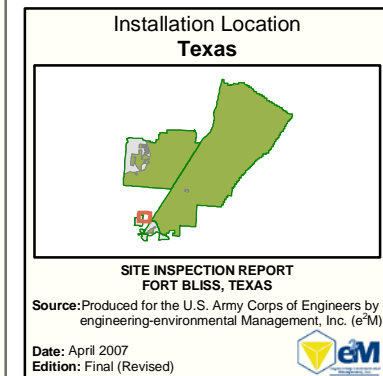 Installation Location
Texas
SITE INSPECTION REPORT
FORT BLISS, TEXAS
Source:Produced for the U.S. Army Corps of Engineers by
engineering-environmental Management, Inc. (e²M)
Date: April 2007
Edition: Final (Revised)
e²M